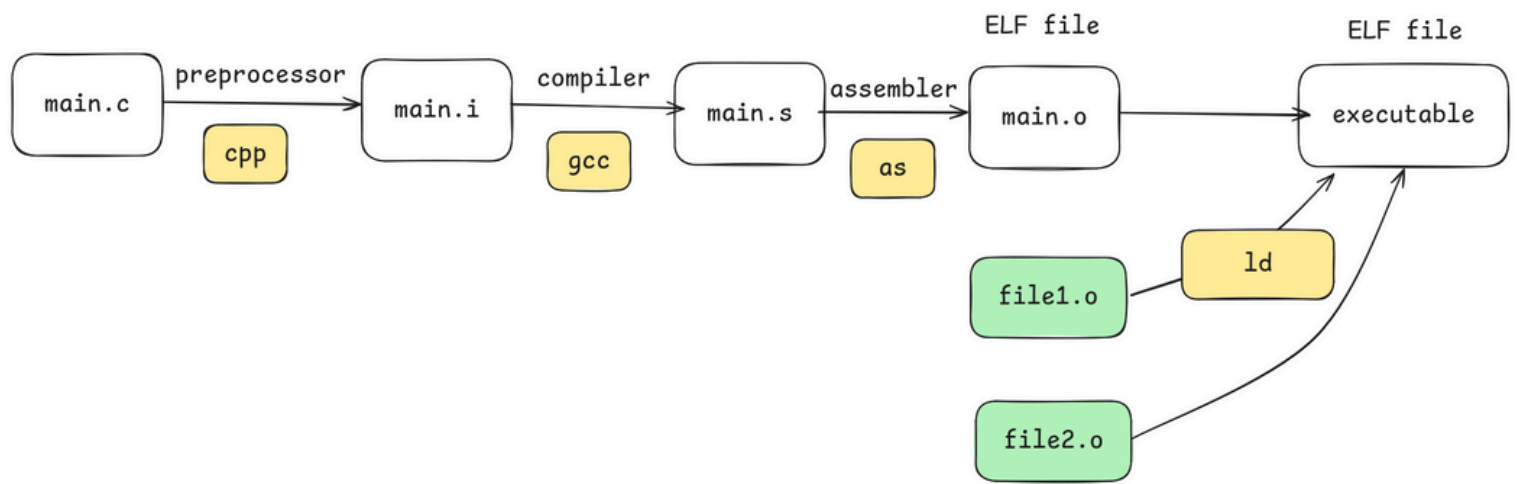 ELF file
ELF file
main.c
preprocessor
main.i
compiler
main.s
assembler
main.o
executable
cpp
gcc
as
file1.o
ld
file2.o